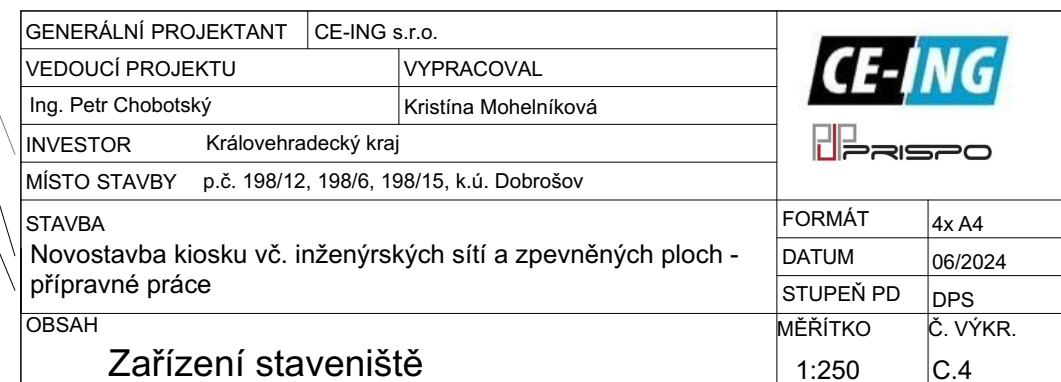 GENERÁLNÍ PROJEKTANT CE-ING s.r.o.
VEDOUCÍ PROJEKTU VYPRACOVAL
Ing. Petr Chobotský Kristína Mohelníková
INVESTOR Královehradecký kraj
MÍSTO STAVBY p.č. 198/12, 198/6, 198/15, k.ú. Dobrošov
CE-ING
PRISPO
STAVBA
Novostavba kiosku vč. inženýrských sítí a zpevněných ploch -
přípravné práce
FORMÁT 4x A4
DATUM 06/2024
STUPEŇ PD DPS
OBSAH
Zařízení staveniště
MĚŘÍTKO Č. VÝKR.
1:250 C.4